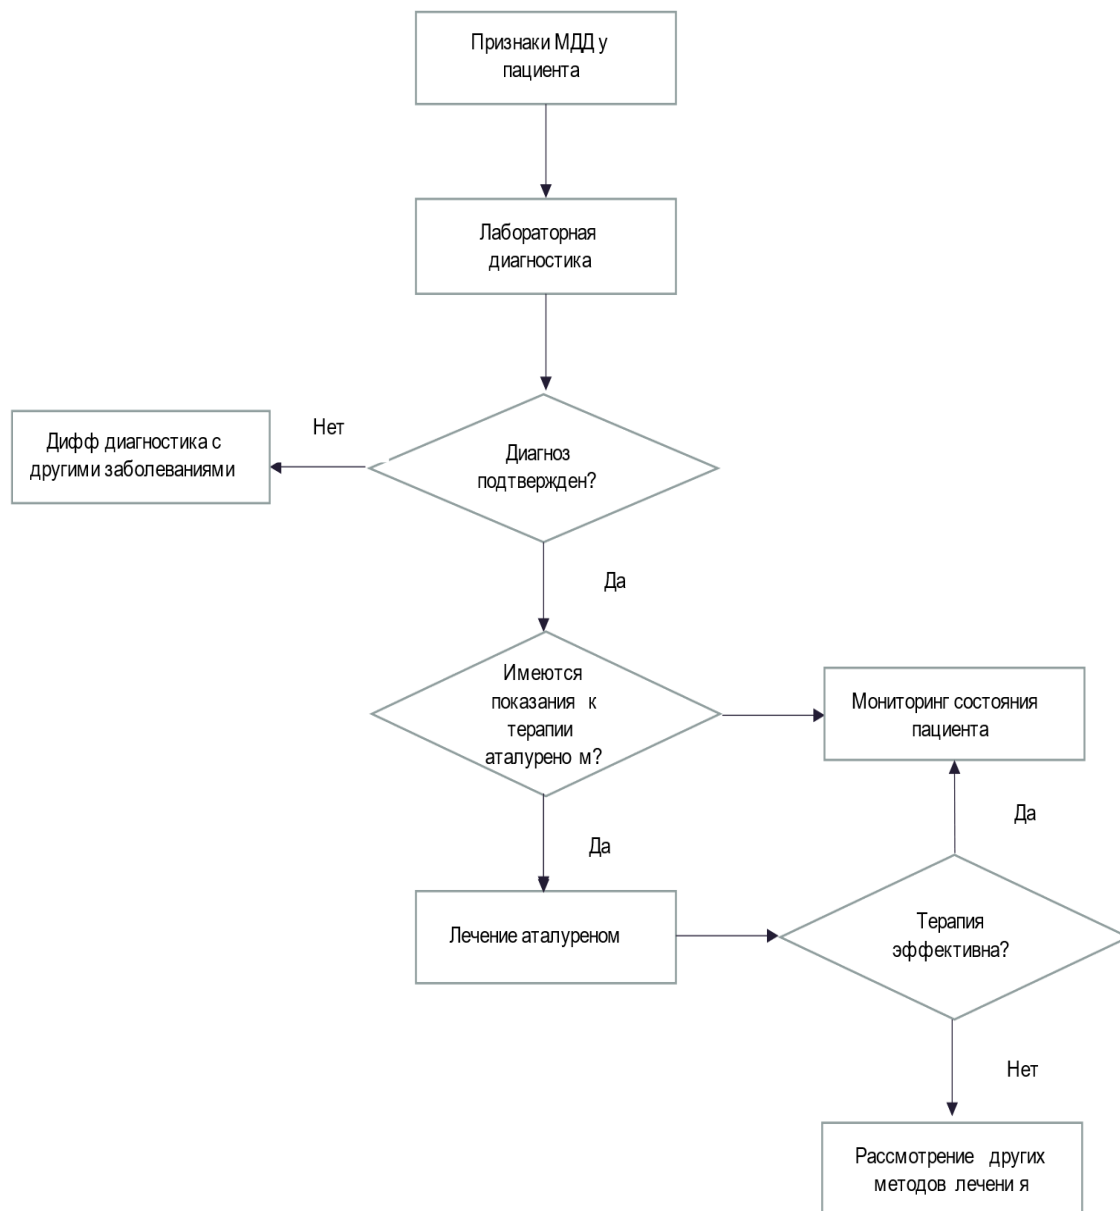 Признаки МДД у
пациента
Лабораторная
диагностика
Нет
Дифф диагностика с
другими заболеваниями
Диагноз
подтвержден?
Да
Имеются
показания к
терапии
аталурено м?
Мониторинг состояния
пациента
Да
Да
Лечение аталуреном
Терапия
эффективна?
Нет
Рассмотрение других
методов лечени я